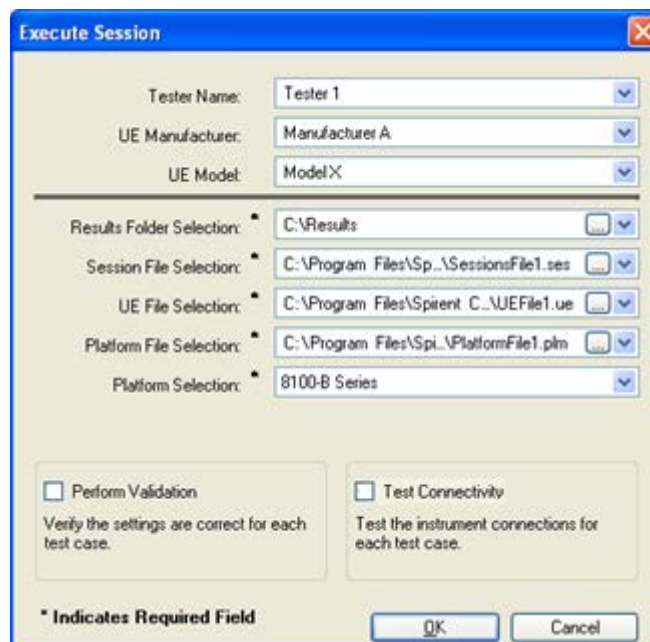 Execute Session
Tester Name: Tester 1
UE Manufacturer: Manufacturer A
UE Model: Model X
Results Folder Selection: * C:\Results ...
Session File Selection: * C:\Program Files\Sp...\SessionsFile1.ses ...
UE File Selection: * C:\Program Files\Spirent C...\UEFile1.ue ...
Platform File Selection: * C:\Program Files\Spi...\PlatformFile1.plm ...
Platform Selection: * 8100-B Series
Perform Validation
Verify the settings are correct for each
test case.
Test Connectivity
Test the instrument connections for
each test case.
* Indicates Required Field
OK
Cancel